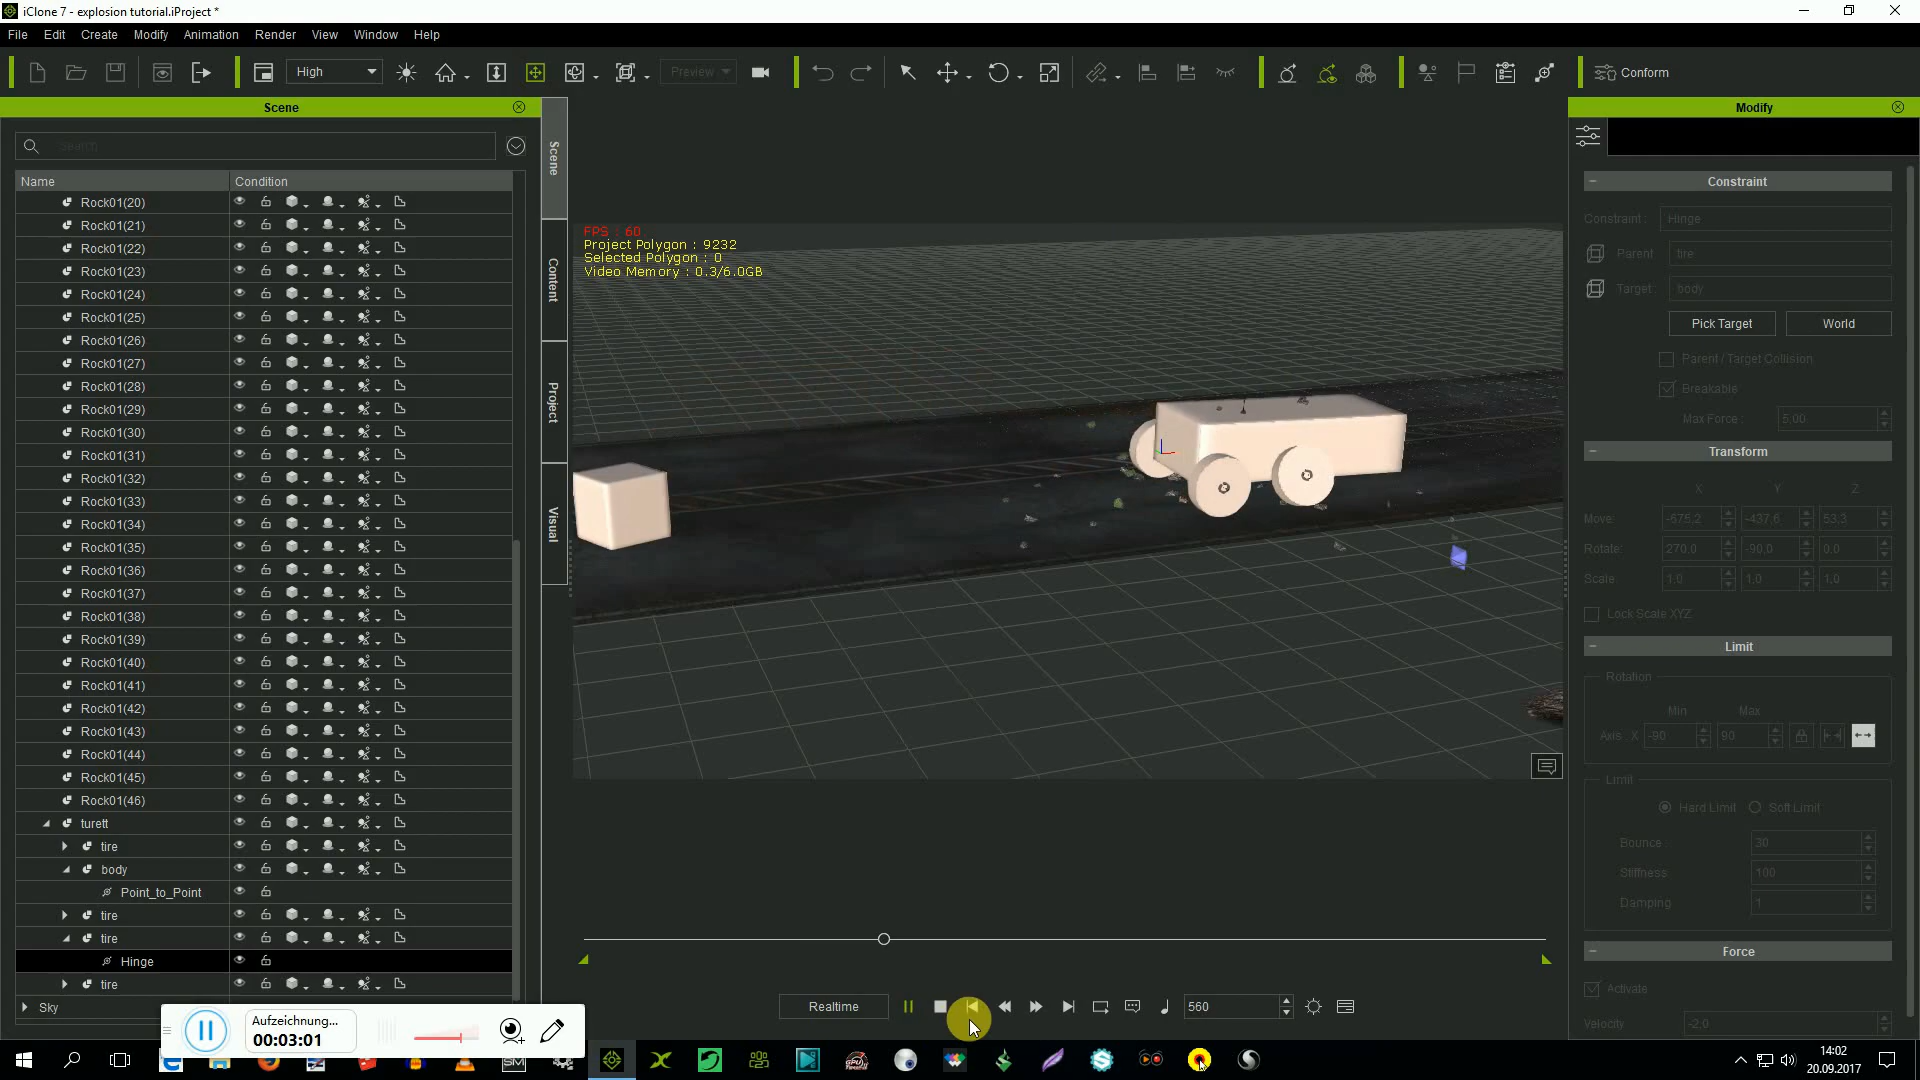 iClone 7 - explosion tutorial.iProject *
File Edit Create Modify Animation Render View Window Help
High Preview Conform
Scene
Search
Name Condition
Rock01(20)
Rock01(21)
Rock01(22)
Rock01(23)
Rock01(24)
Rock01(25)
Rock01(26)
Rock01(27)
Rock01(28)
Rock01(29)
Rock01(30)
Rock01(31)
Rock01(32)
Rock01(33)
Rock01(34)
Rock01(35)
Rock01(36)
Rock01(37)
Rock01(38)
Rock01(39)
Rock01(40)
Rock01(41)
Rock01(42)
Rock01(43)
Rock01(44)
Rock01(45)
Rock01(46)
turett
tire
body
Point_to_Point
tire
tire
Hinge
tire
Sky
Scene
Content
Project
Visual
FPS : 60
Project Polygon : 9232
Selected Polygon : 0
Video Memory : 0.3/6.0GB
Realtime 560
Modify
Constraint
Constraint : Hinge
Parent tire
Target : body
Pick Target World
Parent / Target Collision
Breakable
Max Force : 5,00
Transform
X Y Z
Move: -575,2 -437,6 53,3
Rotate: 270,0 -90,0 0,0
Scale: 1,0 1,0 1,0
Lock Scale XYZ
Limit
Rotation
Min Max
Axis : X -90 90
Limit
Hard Limit Soft Limit
Bounce : 30
Stiffness : 100
Damping : 1
Force
Activate
Velocity -2,0
Aufzeichnung...
00:03:01
SM
GPU
14:02
20.09.2017